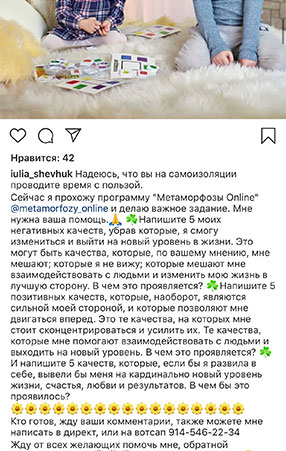 Нравится: 42
iulia_shevhuk Надеюсь, что вы на самоизоляции
проводите время с пользой.
Сейчас я прохожу программу "Метаморфозы Online"
@metamorfozy_online и делаю важное задание. Мне
нужна ваша помощь.🙏 ☘️Напишите 5 моих
негативных качеств, убрав которые, я смогу
измениться и выйти на новый уровень в жизни. Это
могут быть качества, которые, по вашему мнению, мне
мешают; которые я не вижу; которые мешают мне
взаимодействовать с людьми и изменить мою жизнь в
лучшую сторону. В чем это проявляется? ☘️Напишите 5
позитивных качеств, которые, наоборот, являются
сильной моей стороной, и которые позволяют мне
двигаться вперед. Это те качества, на которых мне
стоит сконцентрироваться и усилить их. Те качества,
которые мне помогают взаимодействовать с людьми и
выходить на новый уровень. В чем это проявляется? ☘️
И напишите 5 качеств, которые, если бы я развила в
себе, вывели бы меня на кардинально новый уровень
жизни, счастья, любви и результатов. В чем бы это
проявилось?
🌻🌻🌻🌻🌻🌻🌻🌻🌻🌻🌻🌻🌻🌻🌻
Кто готов, жду ваши комментарии, также можете мне
написать в директ, или на вотсап 914-546-22-34
Жду от всех желающих помочь мне, обратной